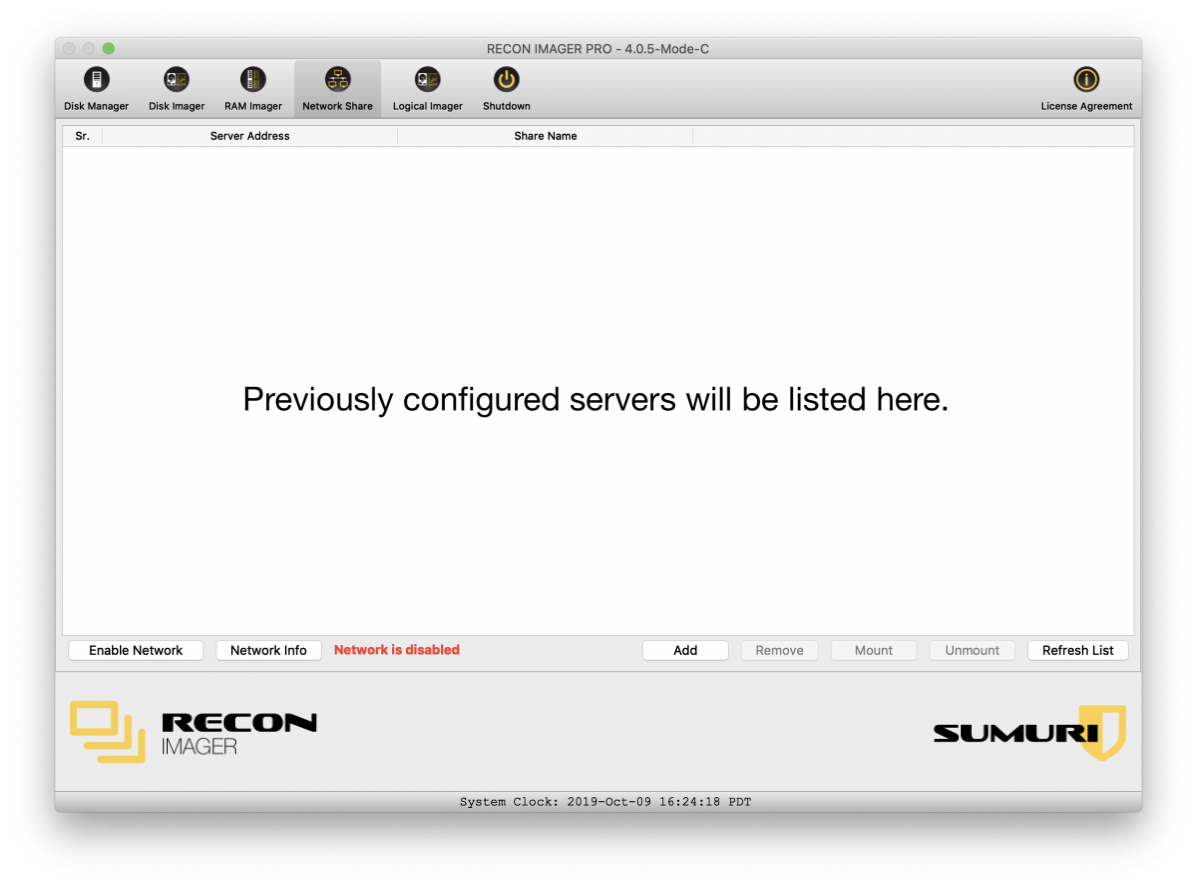 RECON IMAGER PRO - 4.0.5-Mode-C
Disk Manager Disk Imager RAM Imager Network Share Logical Imager Shutdown License Agreement
Sr. Server Address Share Name
Previously configured servers will be listed here.
Enable Network Network Info Network is disabled Add Remove Mount Unmount Refresh List
RECON
IMAGER
SUMURI
System Clock: 2019-Oct-09 16:24:18 PDT